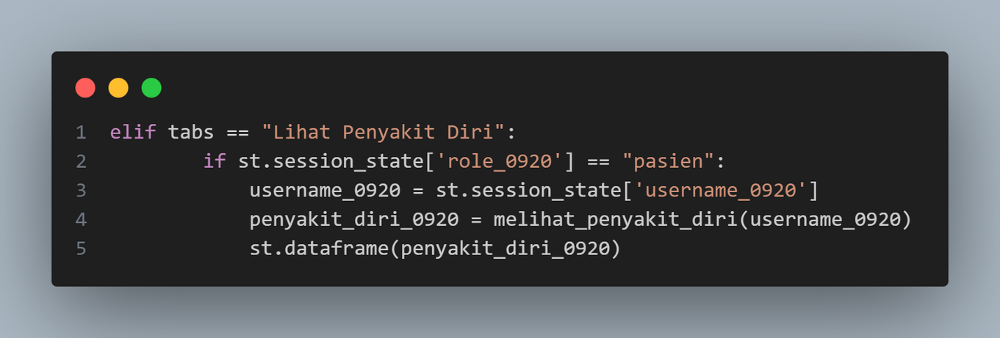 1 elif tabs == "Lihat Penyakit Diri":
2         if st.session_state['role_0920'] == "pasien":
3             username_0920 = st.session_state['username_0920']
4             penyakit_diri_0920 = melihat_penyakit_diri(username_0920)
5             st.dataframe(penyakit_diri_0920)